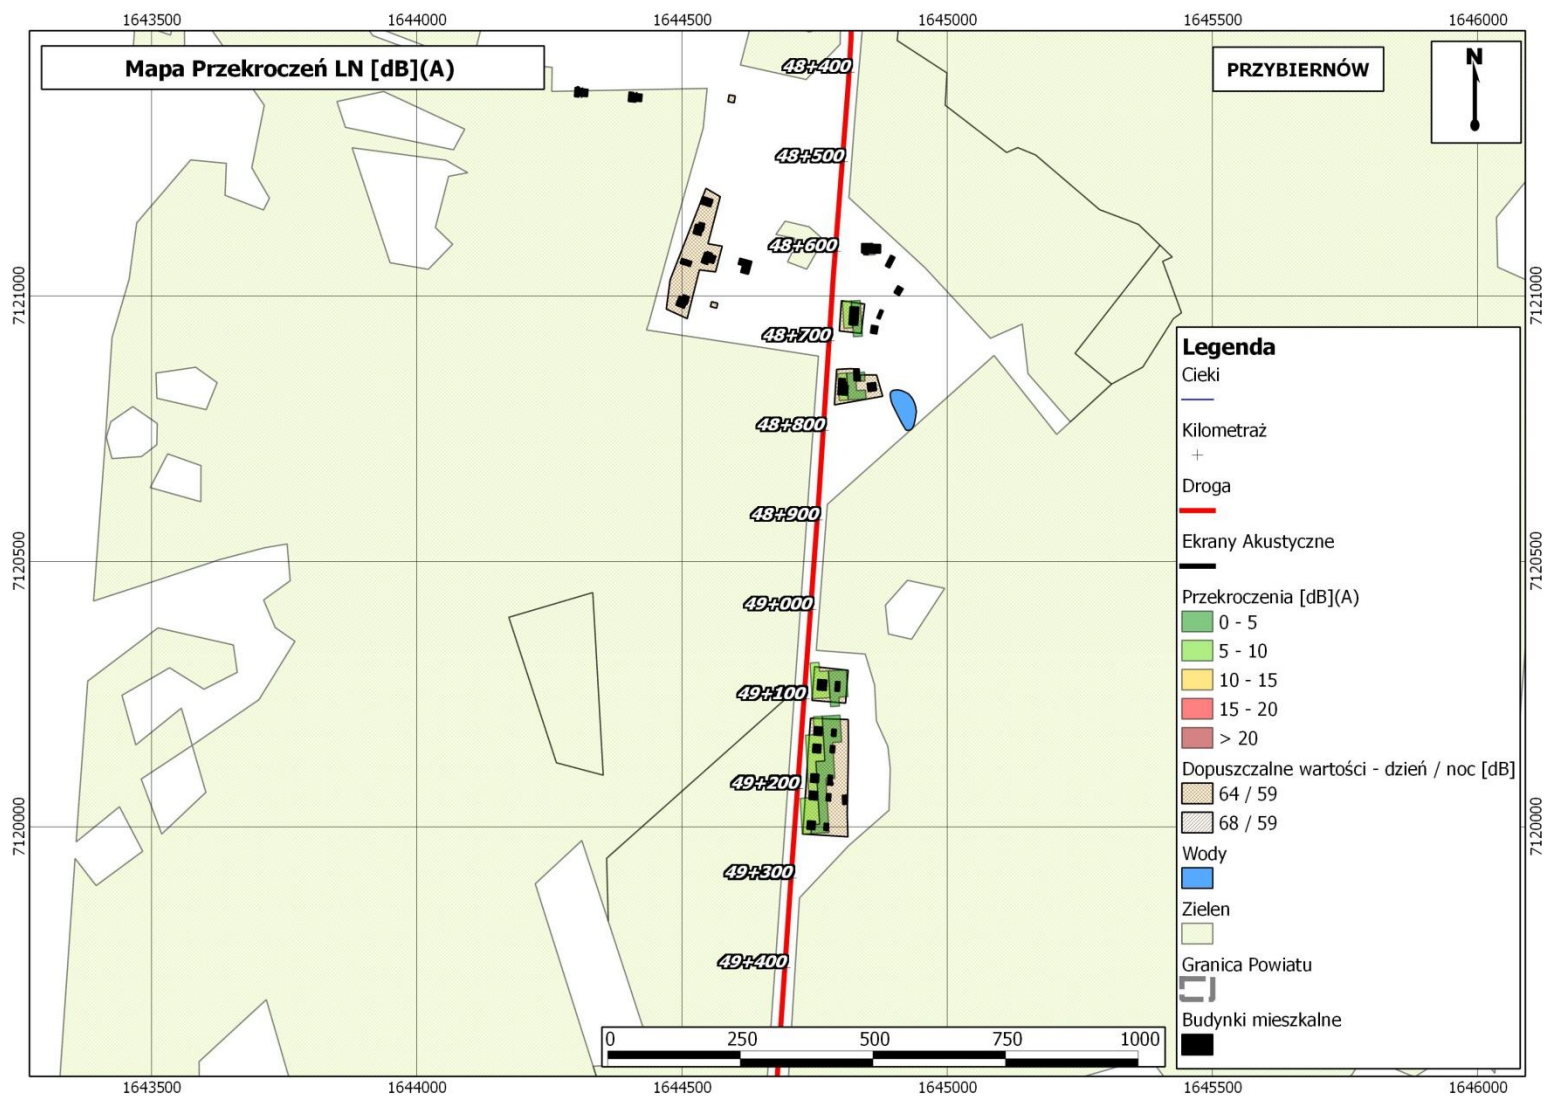 1643500 1644000 1644500 1645000 1645500 1646000
Mapa Przekroczeń LN [dB](A)
PRZYBIERNÓW
N
48+400
48+500
48+600
7121000 7121000
48+700
48+800
48+900
7120500 7120500
49+000
49+100
49+200
7120000 7120000
49+300
49+400
Legenda
Cieki
Kilometraż
Droga
Ekrany Akustyczne
Przekroczenia [dB](A)
0 - 5
5 - 10
10 - 15
15 - 20
> 20
Dopuszczalne wartości - dzień / noc [dB]
64 / 59
68 / 59
Wody
Zielen
Granica Powiatu
Budynki mieszkalne
0 250 500 750 1000
1643500 1644000 1644500 1645000 1645500 1646000